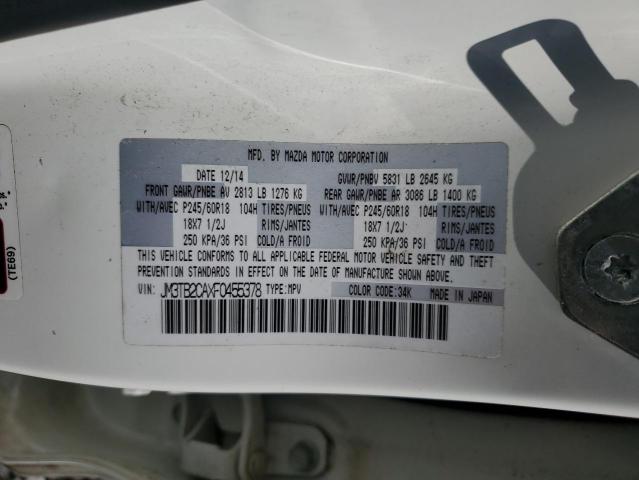 MFD. BY MAZDA MOTOR CORPORATION
DATE 12/14 GVWR/PNBV 5831 LB 2645 KG
FRONT GAWR/PNBE AV 2813 LB 1276 KG REAR GAWR/PNBE AR 3086 LB 1400 KG
WITH/AVEC P245/60R18 104H TIRES/PNEUS WITH/AVEC P245/60R18 104H TIRES/PNEUS
18X7 1/2J RIMS/JANTES 18X7 1/2J RIMS/JANTES
250 KPA/36 PSI COLD/A FROID 250 KPA/36 PSI COLD/A FROID
THIS VEHICLE CONFORMS TO ALL APPLICABLE FEDERAL MOTOR VEHICLE SAFETY AND THEFT
PREVENTION STANDARDS IN EFFECT ON THE DATE OF MANUFACTURE SHOWN ABOVE.
VIN: JM3TB2CAXF0455378 TYPE:MPV COLOR CODE:34K MADE IN JAPAN
(TE69)